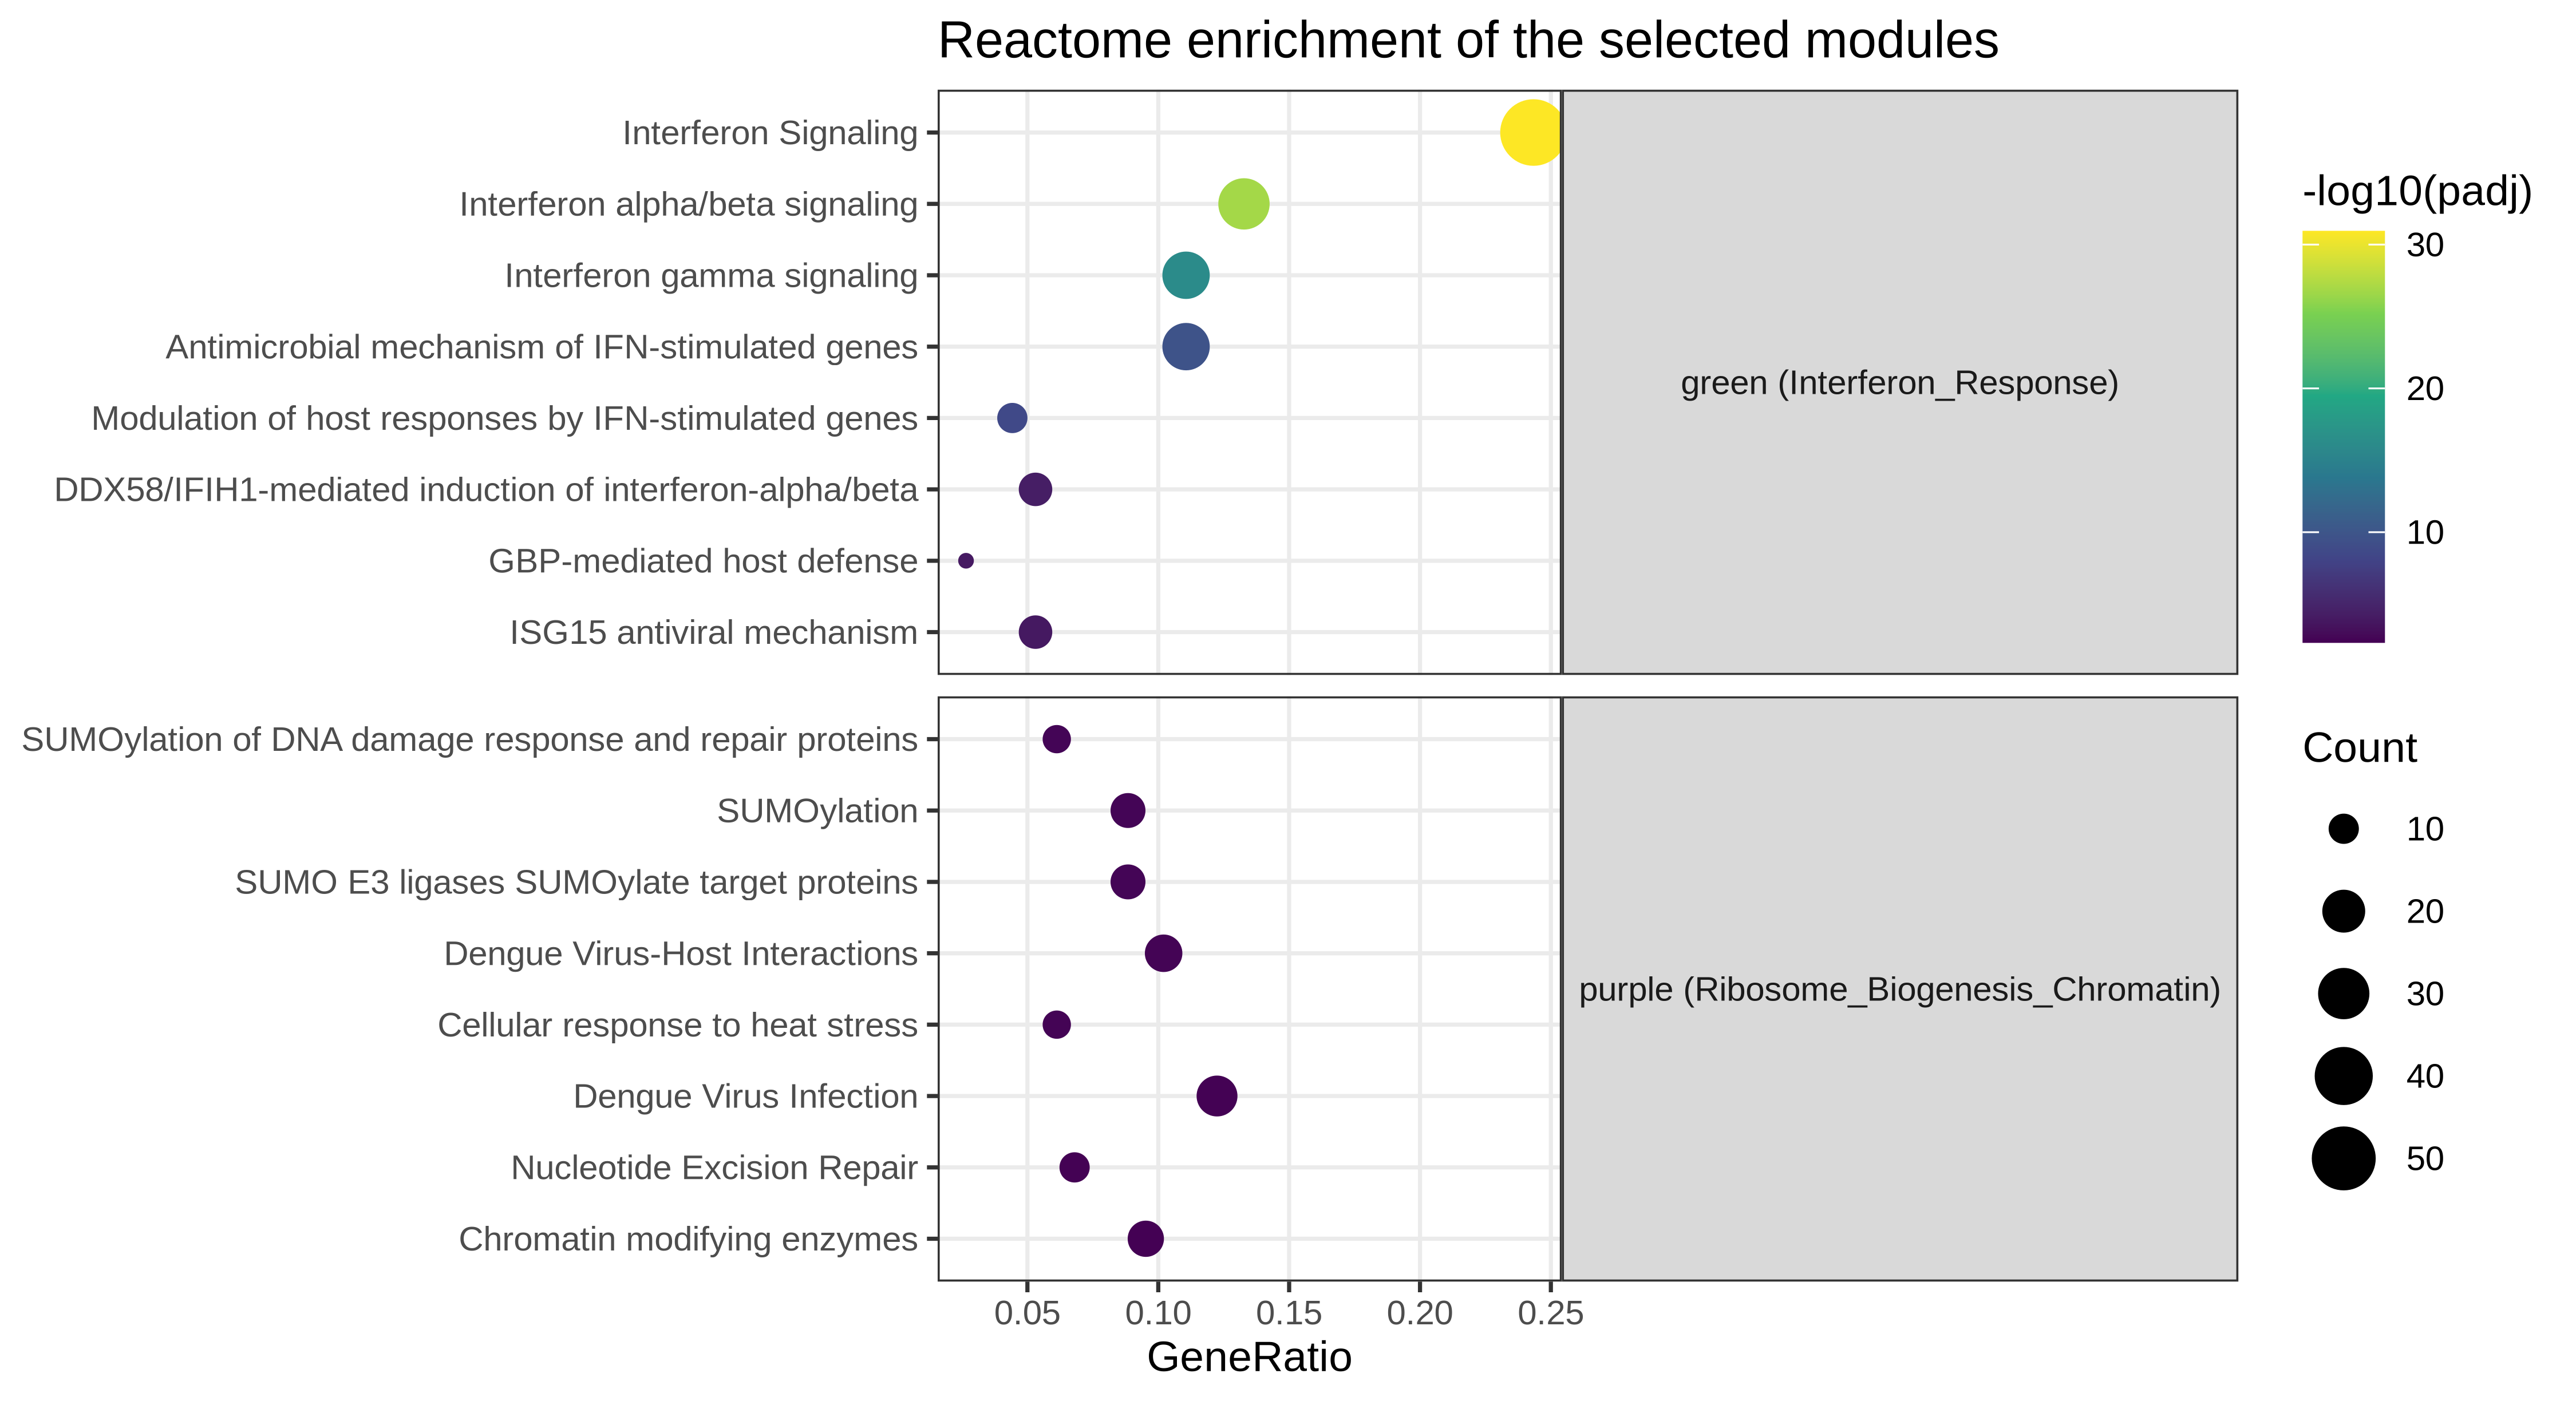 Reactome enrichment of the selected modules
Interferon Signaling
Interferon alpha/beta signaling
Interferon gamma signaling
Antimicrobial mechanism of IFN-stimulated genes
Modulation of host responses by IFN-stimulated genes
DDX58/IFIH1-mediated induction of interferon-alpha/beta
GBP-mediated host defense
ISG15 antiviral mechanism
green (Interferon_Response)
SUMOylation of DNA damage response and repair proteins
SUMOylation
SUMO E3 ligases SUMOylate target proteins
Dengue Virus-Host Interactions
Cellular response to heat stress
Dengue Virus Infection
Nucleotide Excision Repair
Chromatin modifying enzymes
purple (Ribosome_Biogenesis_Chromatin)
0.05 0.10 0.15 0.20 0.25
GeneRatio
-log10(padj)
30
20
10
Count
10
20
30
40
50